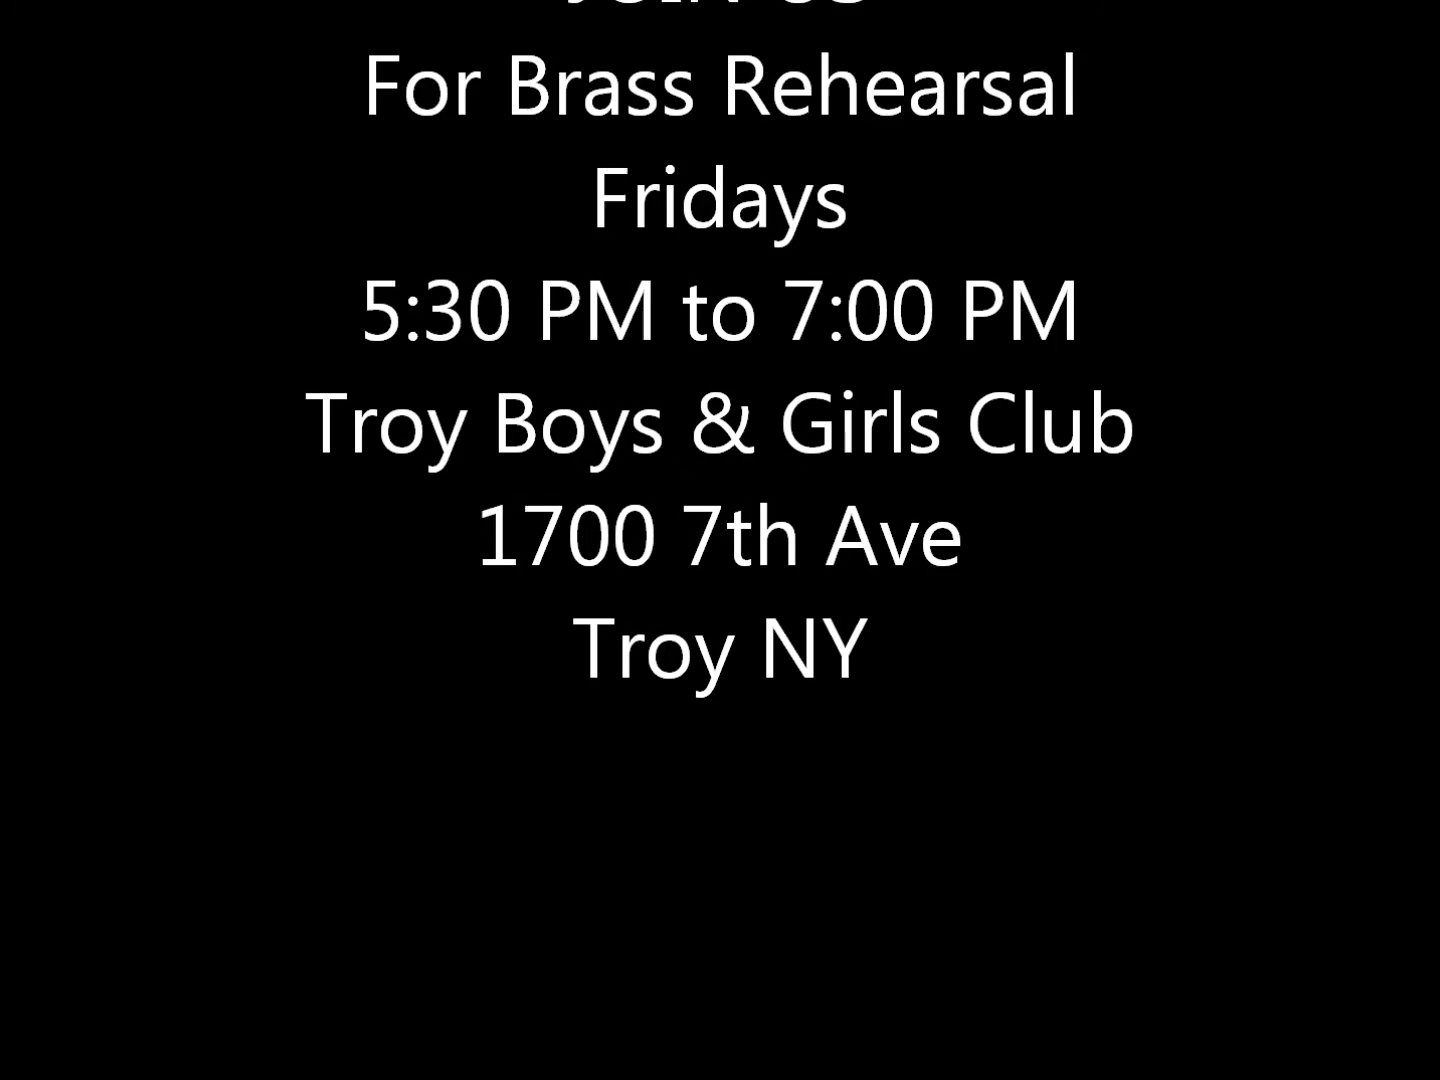 For Brass Rehearsal
Fridays
5:30 PM to 7:00 PM
Troy Boys & Girls Club
1700 7th Ave
Troy NY